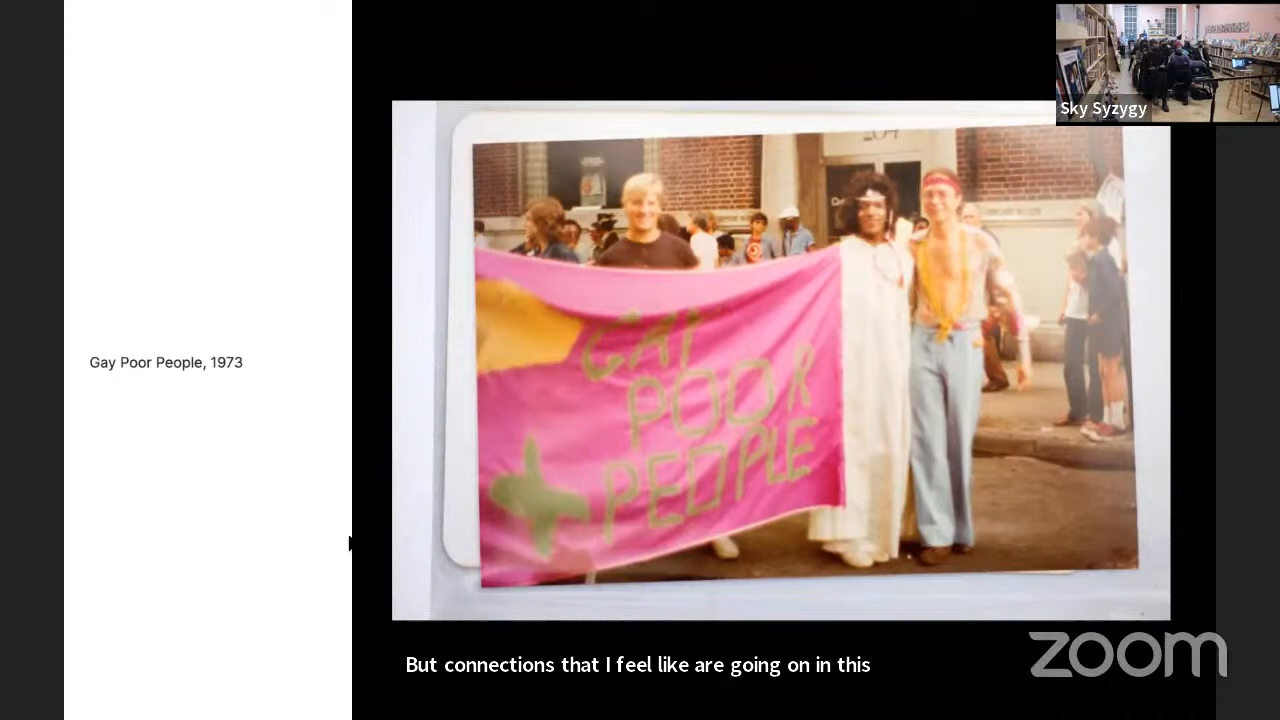 Gay Poor People, 1973
Sky Syzygy
GAY
POOR
PEOPLE
But connections that I feel like are going on in this
zoom